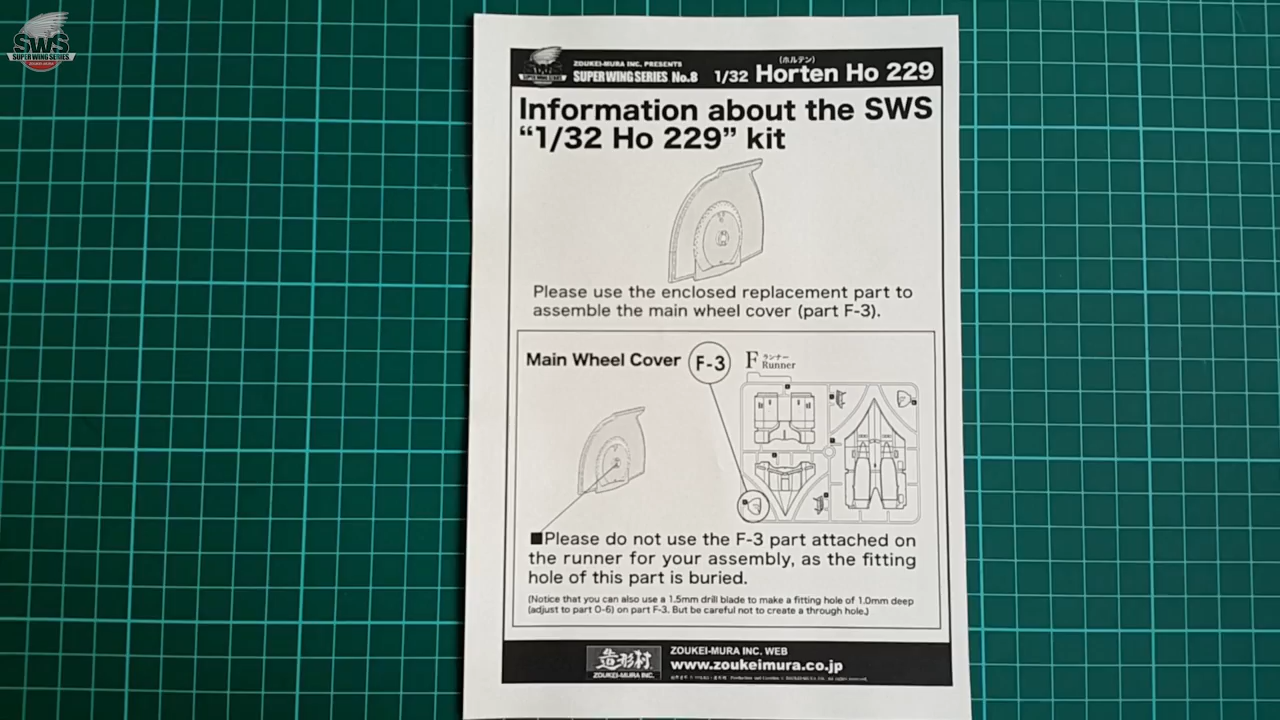 SWS
SUPER WING SERIES
ZOUKEI-MURA
SWS
SUPER WING SERIES
ZOUKEI-MURA INC. PRESENTS
SUPER WING SERIES No.8 1/32 Horten Ho 229
(ホルテン)
Information about the SWS
“1/32 Ho 229” kit
Please use the enclosed replacement part to
assemble the main wheel cover (part F-3).
Main Wheel Cover F-3 F ランナー
Runner
■Please do not use the F-3 part attached on
the runner for your assembly, as the fitting
hole of this part is buried.
(Notice that you can also use a 1.5mm drill blade to make a fitting hole of 1.0mm deep
(adjust to part O-6) on part F-3. But be careful not to create a through hole.)
造形村
ZOUKEI-MURA INC.
ZOUKEI-MURA INC. WEB
www.zoukeimura.co.jp